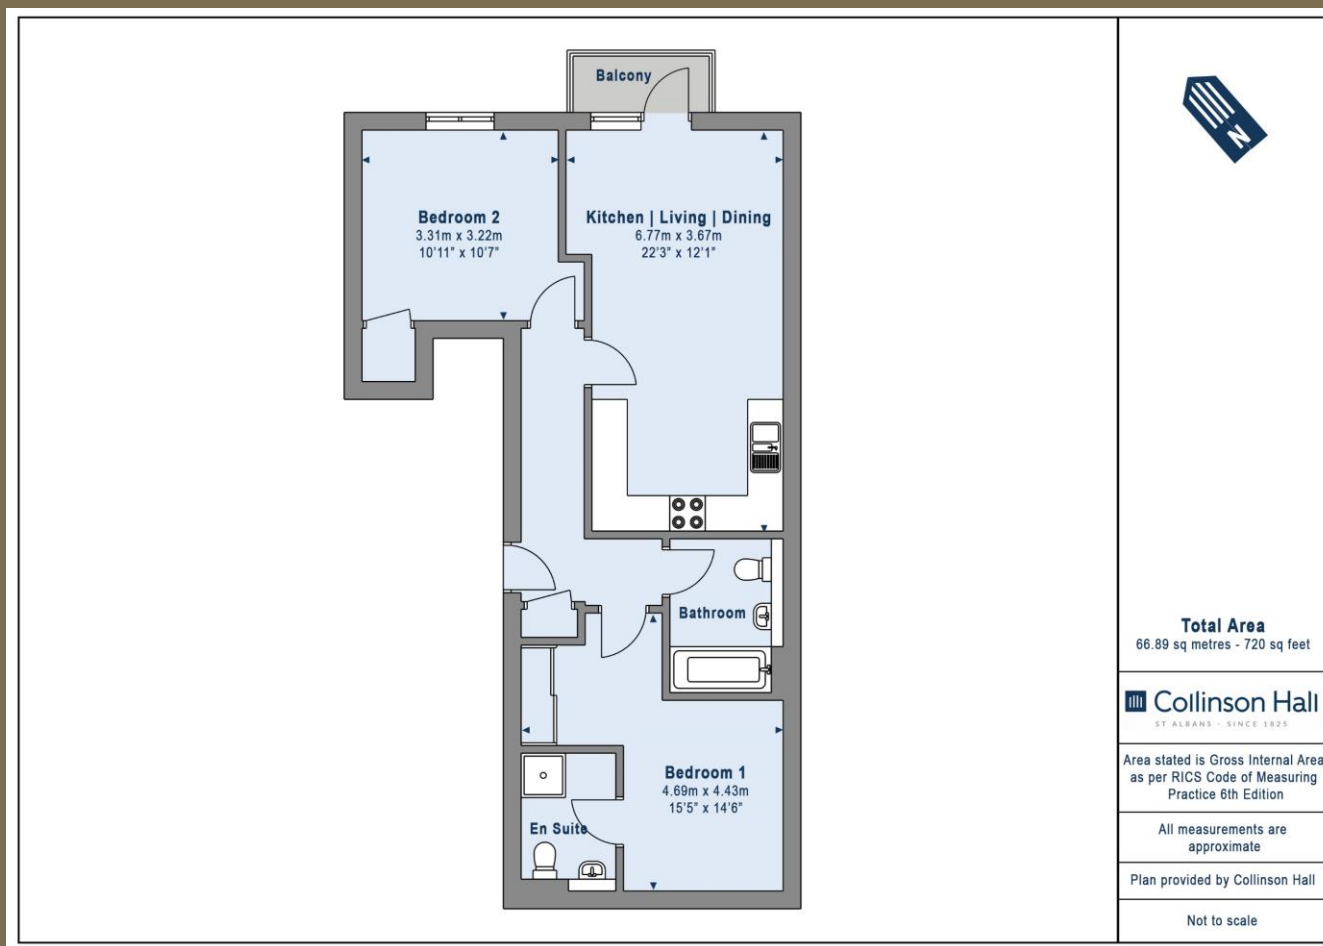 Balcony
Bedroom 2
3.31m x 3.22m
10'11" x 10'7"
Kitchen | Living | Dining
6.77m x 3.67m
22'3" x 12'1"
Bathroom
Bedroom 1
4.69m x 4.43m
15'5" x 14'6"
En Suite
N
Total Area
66.89 sq metres - 720 sq feet
Collinson Hall
ST ALBANS - SINCE 1825
Area stated is Gross Internal Area
as per RICS Code of Measuring
Practice 6th Edition
All measurements are
approximate
Plan provided by Collinson Hall
Not to scale